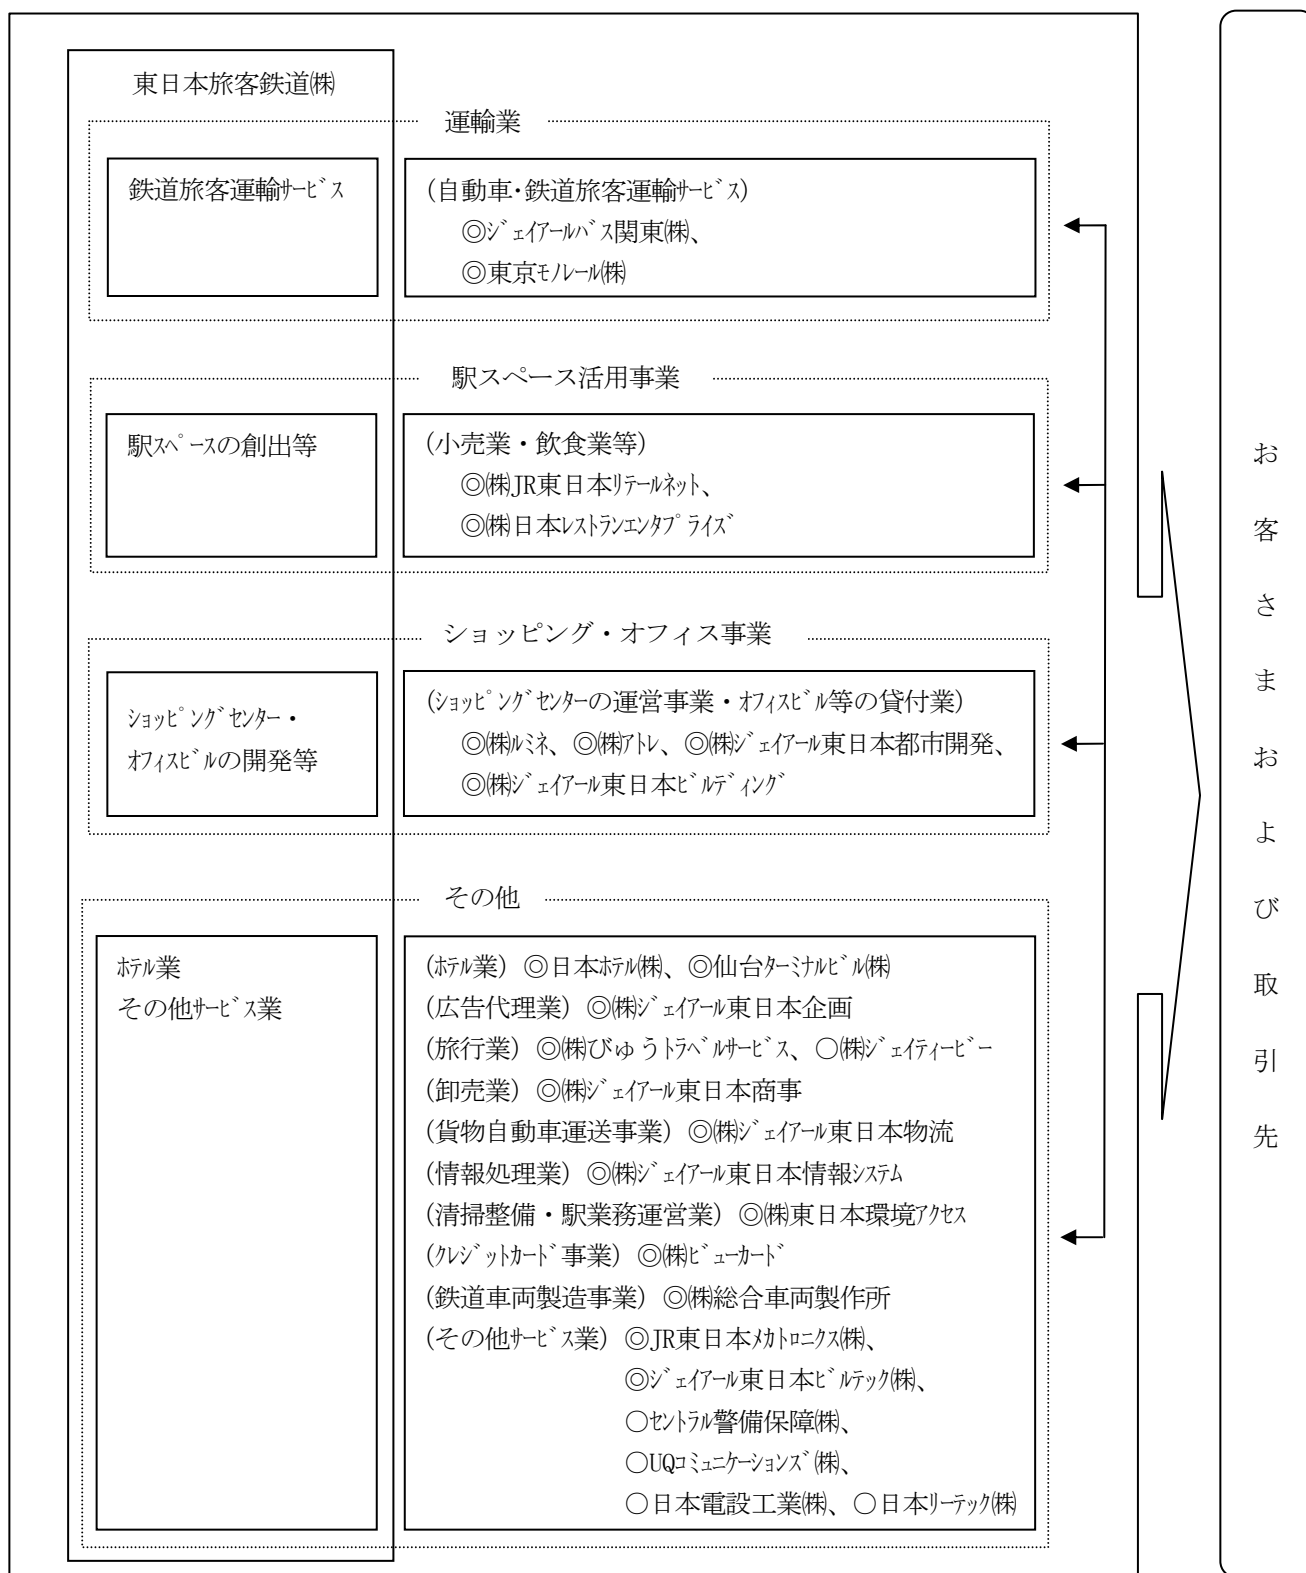 東日本旅客鉄道㈱
運輸業
鉄道旅客運輸ｻｰﾋﾞｽ
(自動車・鉄道旅客運輸ｻｰﾋﾞｽ)
◎ｼﾞｪｲｱｰﾙﾊﾞｽ関東㈱、
◎東京ﾓﾉﾚｰﾙ㈱
駅スペース活用事業
駅ｽﾍﾟｰｽの創出等
(小売業・飲食業等)
◎㈱JR東日本ﾘﾃｰﾙﾈｯﾄ、
◎㈱日本ﾚｽﾄﾗﾝｴﾝﾀﾌﾟﾗｲｽﾞ
ショッピング・オフィス事業
ｼｮｯﾋﾟﾝｸﾞｾﾝﾀｰ・
ｵﾌｨｽﾋﾞﾙの開発等
(ｼｮｯﾋﾟﾝｸﾞｾﾝﾀｰの運営事業・ｵﾌｨｽﾋﾞﾙ等の貸付業)
◎㈱ﾙﾐﾈ、◎㈱ｱﾄﾚ、◎㈱ｼﾞｪｲｱｰﾙ東日本都市開発、
◎㈱ｼﾞｪｲｱｰﾙ東日本ﾋﾞﾙﾃﾞｨﾝｸﾞ
その他
ﾎﾃﾙ業
その他ｻｰﾋﾞｽ業
(ﾎﾃﾙ業) ◎日本ﾎﾃﾙ㈱、◎仙台ﾀｰﾐﾅﾙﾋﾞﾙ㈱
(広告代理業) ◎㈱ｼﾞｪｲｱｰﾙ東日本企画
(旅行業) ◎㈱びゅうﾄﾗﾍﾞﾙｻｰﾋﾞｽ、○㈱ｼﾞｪｲﾃｨｰﾋﾞｰ
(卸売業) ◎㈱ｼﾞｪｲｱｰﾙ東日本商事
(貨物自動車運送事業) ◎㈱ｼﾞｪｲｱｰﾙ東日本物流
(情報処理業) ◎㈱ｼﾞｪｲｱｰﾙ東日本情報ｼｽﾃﾑ
(清掃整備・駅業務運営業) ◎㈱東日本環境ｱｸｾｽ
(ｸﾚｼﾞｯﾄｶｰﾄﾞ事業) ◎㈱ﾋﾞｭｰｶｰﾄﾞ
(鉄道車両製造事業) ◎㈱総合車両製作所
(その他ｻｰﾋﾞｽ業) ◎JR東日本ﾒｶﾄﾛﾆｸｽ㈱、
◎ｼﾞｪｲｱｰﾙ東日本ﾋﾞﾙﾃｯｸ㈱、
○ｾﾝﾄﾗﾙ警備保障㈱、
○UQｺﾐｭﾆｹｰｼｮﾝｽﾞ㈱、
○日本電設工業㈱、○日本ﾘｰﾃｯｸ㈱
お客さまおよび取引先